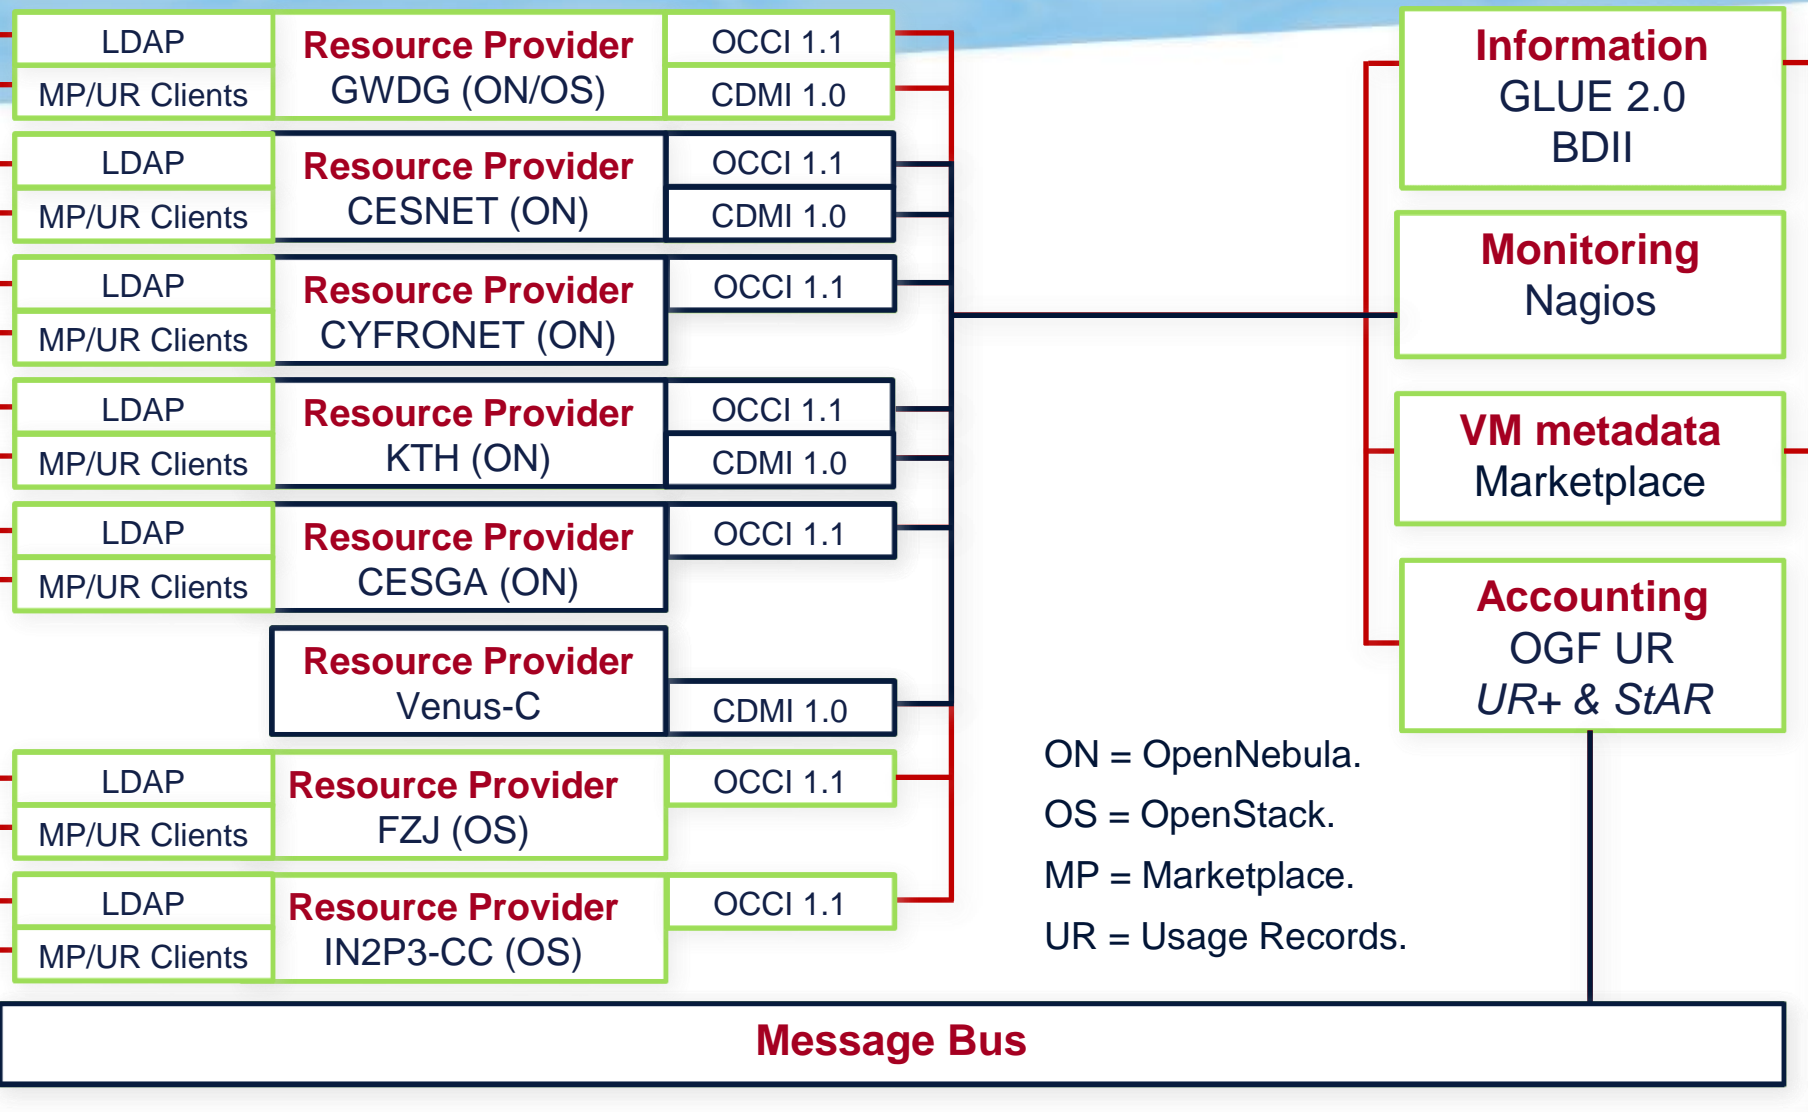 LDAP
MP/UR Clients
Resource Provider
GWDG (ON/OS)
OCCI 1.1
CDMI 1.0
LDAP
MP/UR Clients
Resource Provider
CESNET (ON)
OCCI 1.1
CDMI 1.0
LDAP
MP/UR Clients
Resource Provider
CYFRONET (ON)
OCCI 1.1
LDAP
MP/UR Clients
Resource Provider
KTH (ON)
OCCI 1.1
CDMI 1.0
LDAP
MP/UR Clients
Resource Provider
CESGA (ON)
OCCI 1.1
Resource Provider
Venus-C
CDMI 1.0
LDAP
MP/UR Clients
Resource Provider
FZJ (OS)
OCCI 1.1
LDAP
MP/UR Clients
Resource Provider
IN2P3-CC (OS)
OCCI 1.1
Information
GLUE 2.0
BDII
Monitoring
Nagios
VM metadata
Marketplace
Accounting
OGF UR
UR+ & StAR
ON = OpenNebula.
OS = OpenStack.
MP = Marketplace.
UR = Usage Records.
Message Bus